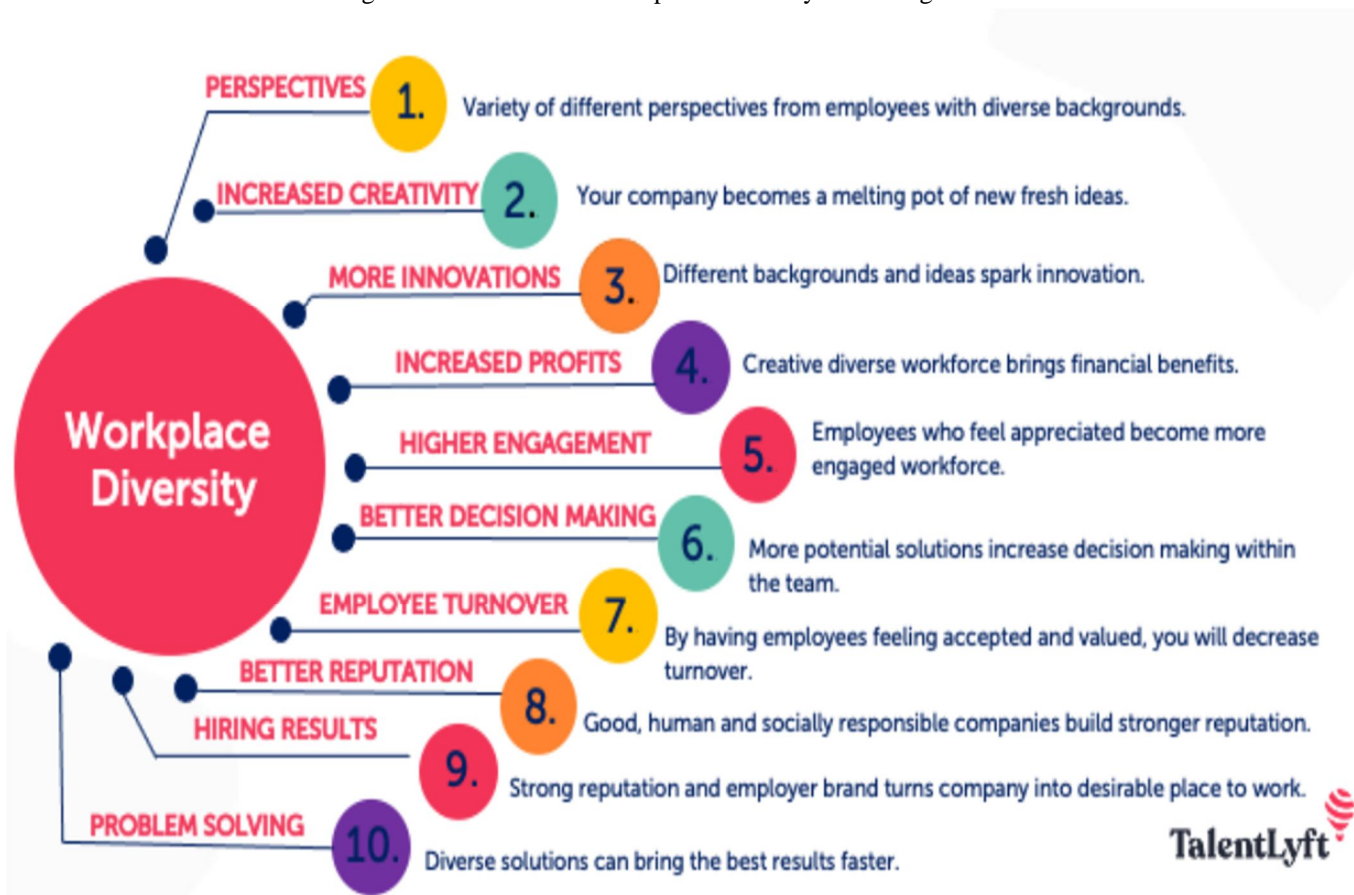 PERSPECTIVES
1.
Variety of different perspectives from employees with diverse backgrounds.
INCREASED CREATIVITY
2.
Your company becomes a melting pot of new fresh ideas.
MORE INNOVATIONS
3.
Different backgrounds and ideas spark innovation.
INCREASED PROFITS
4.
Creative diverse workforce brings financial benefits.
Workplace
Diversity
HIGHER ENGAGEMENT
5.
Employees who feel appreciated become more
engaged workforce.
BETTER DECISION MAKING
6.
More potential solutions increase decision making within
the team.
EMPLOYEE TURNOVER
7.
By having employees feeling accepted and valued, you will decrease
turnover.
BETTER REPUTATION
8.
Good, human and socially responsible companies build stronger reputation.
HIRING RESULTS
9.
Strong reputation and employer brand turns company into desirable place to work.
PROBLEM SOLVING
10.
Diverse solutions can bring the best results faster.
TalentLyft